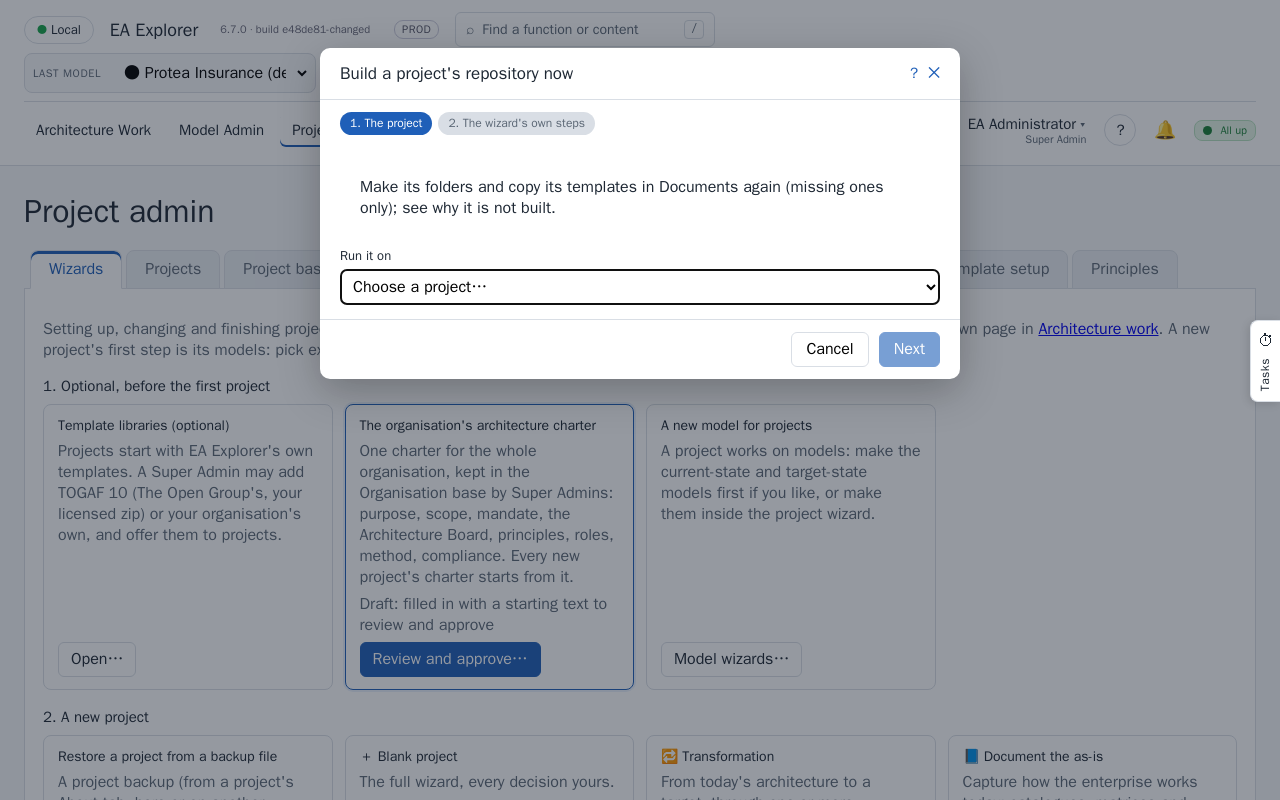 Local
EA Explorer
6.7.0 · build e48de81-changed
PROD
Find a function or content
/
LAST MODEL
Protea Insurance (de
Architecture Work
Model Admin
Proje
EA Administrator
Super Admin
?
All up
Build a project's repository now
?
1. The project
2. The wizard's own steps
Make its folders and copy its templates in Documents again (missing ones
only); see why it is not built.
Run it on
Choose a project···
Cancel
Next
Project admin
Wizards
Projects
Project bas
mplate setup
Principles
Setting up, changing and finishing projec
wn page in Architecture work. A new
project's first step is its models: pick ex
Tasks
1. Optional, before the first project
Template libraries (optional)
Projects start with EA Explorer's own
templates. A Super Admin may add
TOGAF 10 (The Open Group's, your
licensed zip) or your organisation's
own, and offer them to projects.
Open···
The organisation's architecture charter
One charter for the whole
organisation, kept in the
Organisation base by Super Admins:
purpose, scope, mandate, the
Architecture Board, principles, roles,
method, compliance. Every new
project's charter starts from it.
Draft: filled in with a starting text to
review and approve
Review and approve···
A new model for projects
A project works on models: make the
current-state and target-state
models first if you like, or make
them inside the project wizard.
Model wizards···
2. A new project
Restore a project from a backup file
A project backup (from a project's
+ Blank project
The full wizard, every decision yours.
Transformation
From today's architecture to a
Document the as-is
Capture how the enterprise works